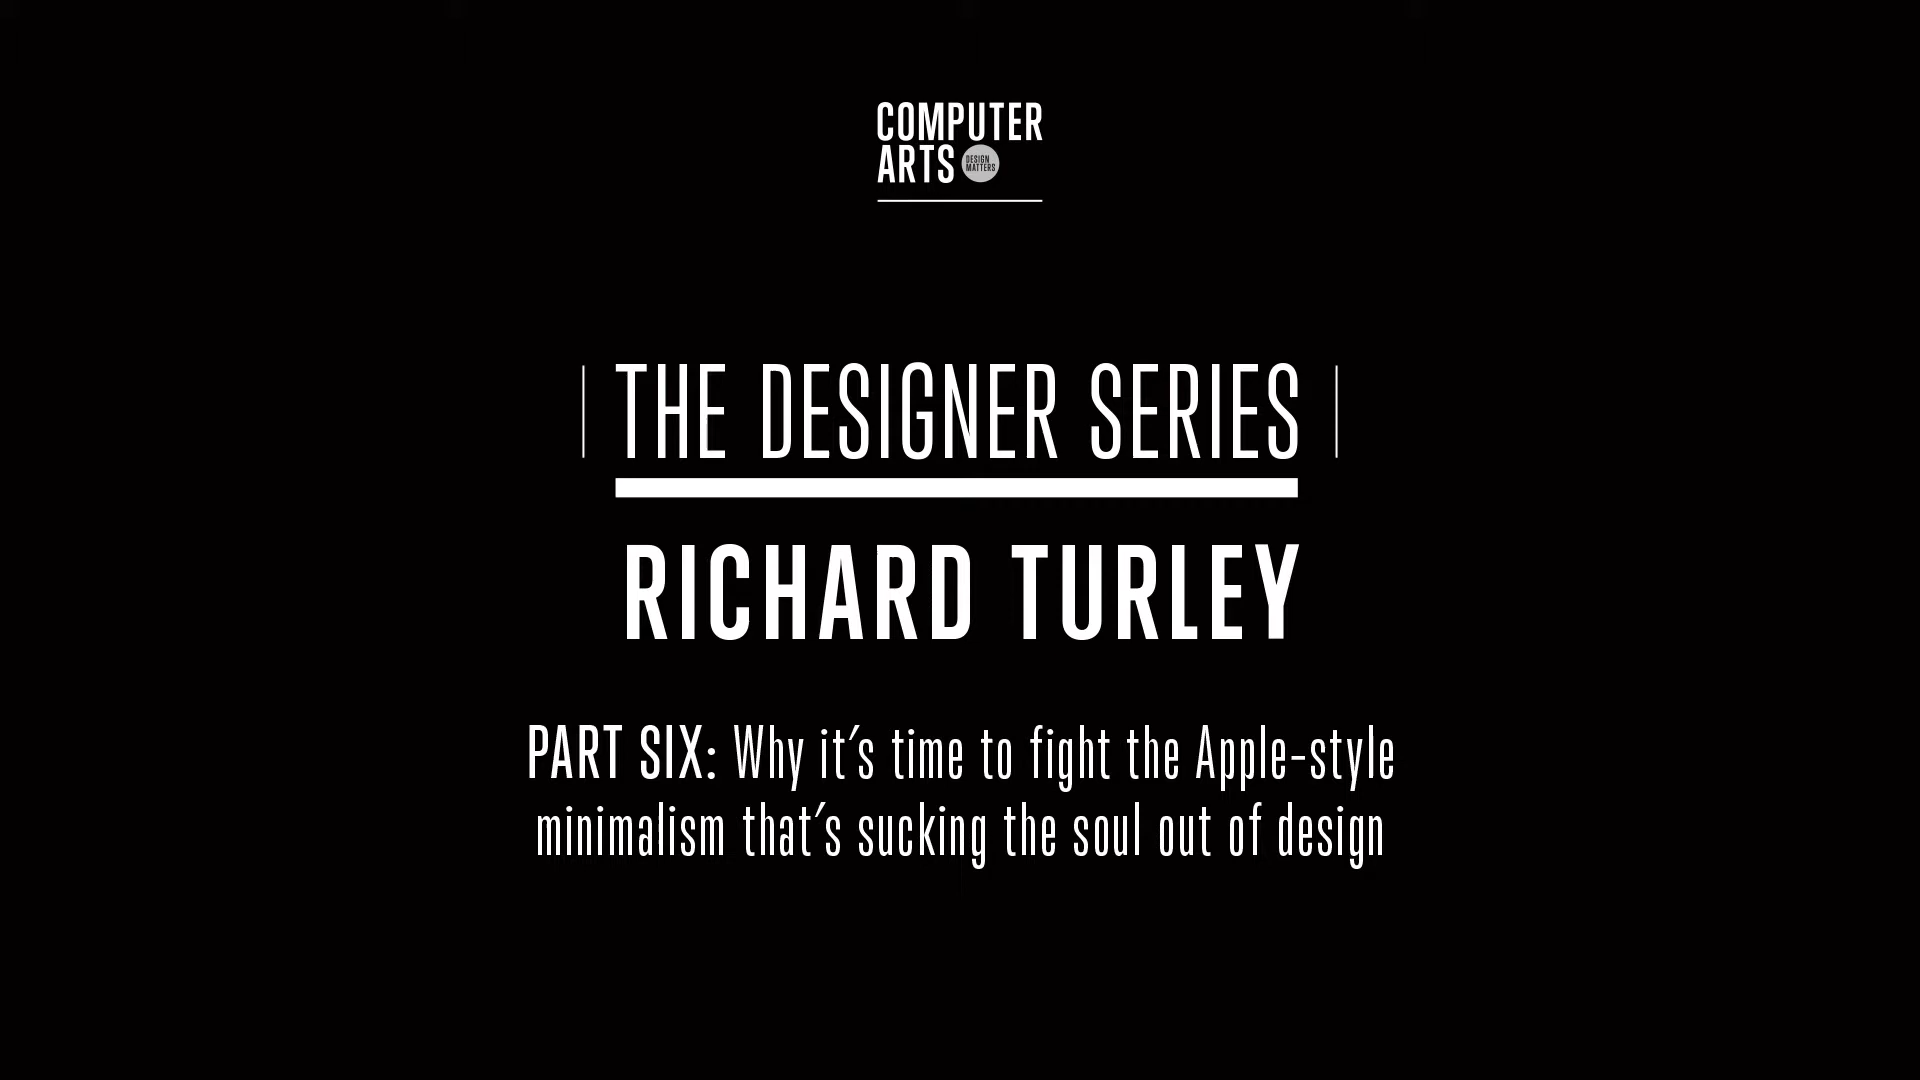 COMPUTER
ARTS DESIGN MATTERS
THE DESIGNER SERIES
RICHARD TURLEY
PART SIX: Why it's time to fight the Apple-style
minimalism that's sucking the soul out of design